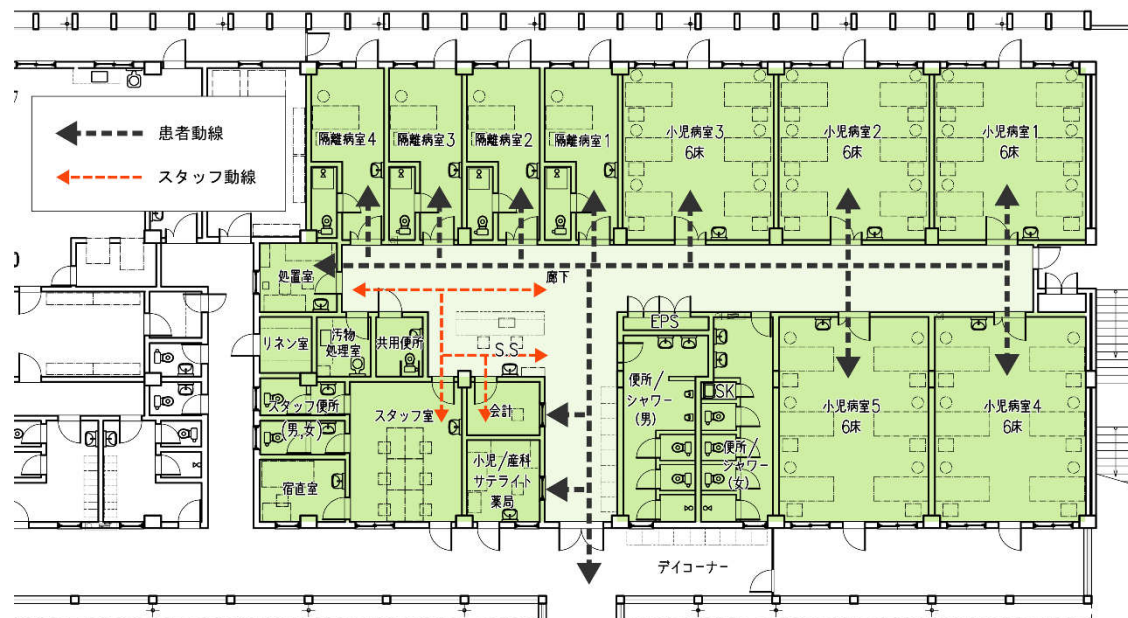 患者動線
スタッフ動線
隔離病室4
隔離病室3
隔離病室2
隔離病室1
小児病室3
6床
小児病室2
6床
小児病室1
6床
処置室
廊下
リネン室
汚物
処理室
共用便所
S.S
EPS
スタッフ便所
(男,女)
スタッフ室
会計
便所/
シャワー
(男)
SK
便所/
シャワー
(女)
小児病室5
6床
小児病室4
6床
宿直室
小児/産科
サテライト
薬局
デイコーナー